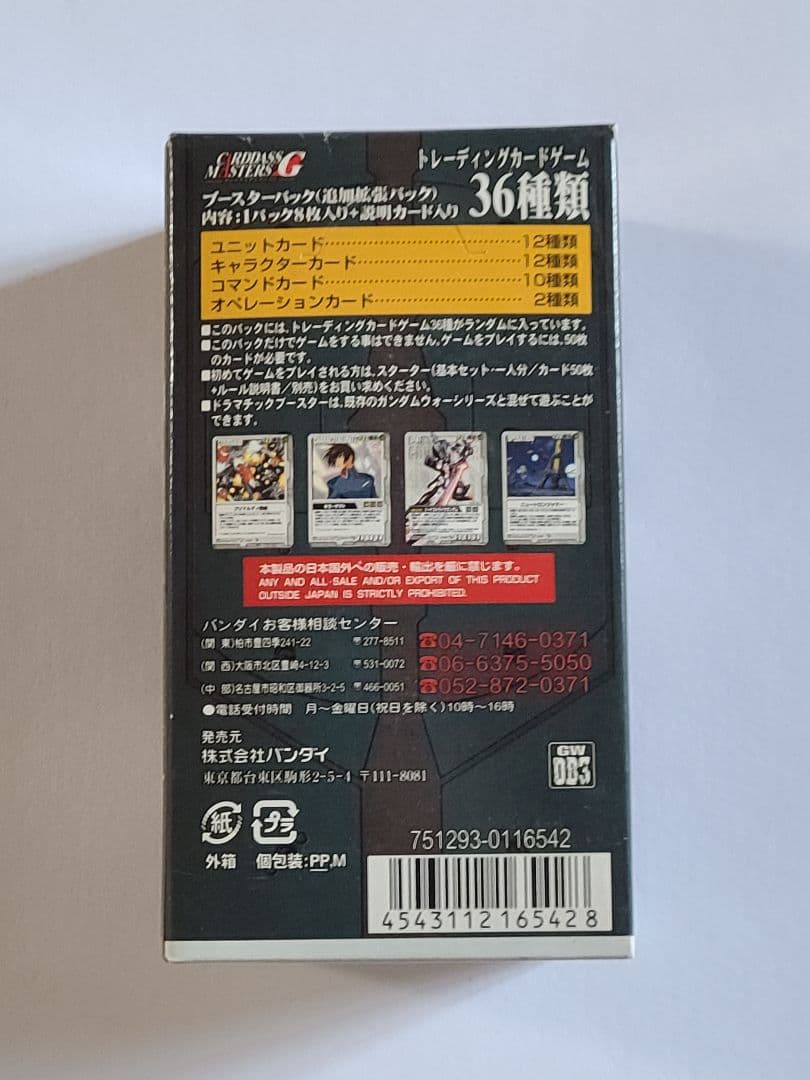 CARDDASS
MASTERS G
トレーディングカードゲーム
ブースターパック(追加拡張パック)
内容:1パック8枚入り+説明カード入り
36種類
ユニットカード……………………………12種類
キャラクターカード………………………12種類
コマンドカード……………………………10種類
オペレーションカード……………………2種類
■このパックには、トレーディングカードゲーム36種がランダムに入っています。
■このパックだけでゲームをする事はできません。ゲームをプレイするには、50枚
のカードが必要です。
■初めてゲームをプレイされる方は、スターター(基本セット・一人分/カード50枚
+ルール説明書/別売)をお買い求めください。
■ドラマチックブースターは、既存のガンダムウォーシリーズと混ぜて遊ぶことが
できます。
ニュートロンジャマー
本製品の日本国外への販売・輸出を厳に禁じます。
ANY AND ALL SALE AND/OR EXPORT OF THIS PRODUCT
OUTSIDE JAPAN IS STRICTLY PROHIBITED.
バンダイお客様相談センター
(関 東)柏市豊四季241-22 〒277-8511 ☎04-7146-0371
(関 西)大阪市北区豊崎4-12-3 〒531-0072 ☎06-6375-5050
(中 部)名古屋市昭和区御器所3-2-5 〒466-0051 ☎052-872-0371
●電話受付時間 月～金曜日(祝日を除く)10時～16時
発売元
株式会社バンダイ
東京都台東区駒形2-5-4 〒111-8081
GW
DB3
紙
プラ
外箱 個包装:PP,M
751293-0116542
4543112165428